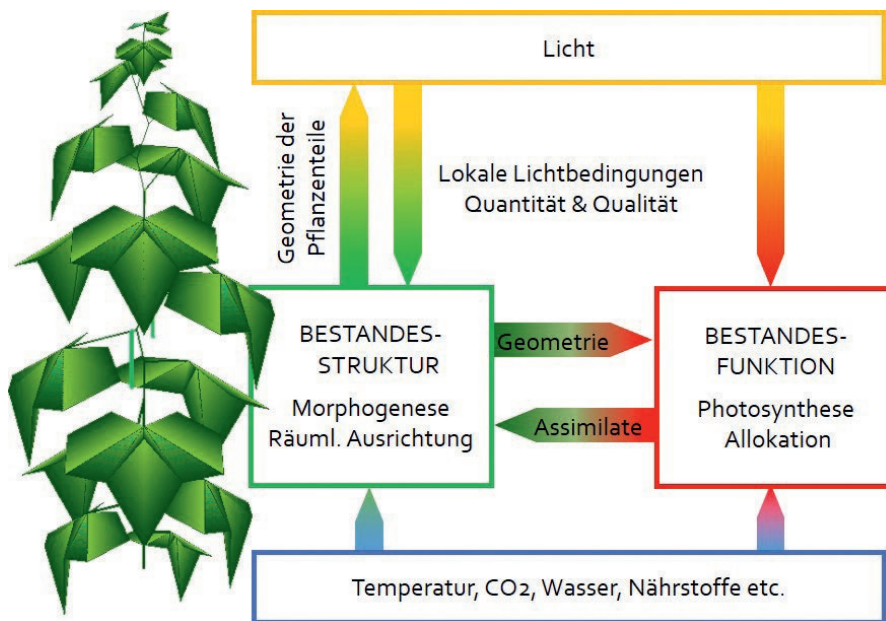 Licht
Geometrie der
Pflanzenteile
Lokale Lichtbedingungen
Quantität & Qualität
BESTANDES-
STRUKTUR
Morphogenese
Räuml. Ausrichtung
Geometrie
Assimilate
BESTANDES-
FUNKTION
Photosynthese
Allokation
Temperatur, CO2, Wasser, Nährstoffe etc.